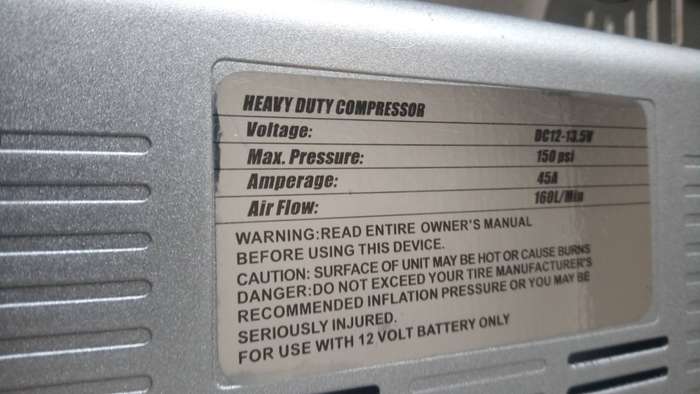 HEAVY DUTY COMPRESSOR
Voltage: DC12-13.5V
Max. Pressure: 150 psi
Amperage: 45A
Air Flow: 160L/Min
WARNING:READ ENTIRE OWNER'S MANUAL
BEFORE USING THIS DEVICE.
CAUTION: SURFACE OF UNIT MAY BE HOT OR CAUSE BURNS
DANGER:DO NOT EXCEED YOUR TIRE MANUFACTURER'S
RECOMMENDED INFLATION PRESSURE OR YOU MAY BE
SERIOUSLY INJURED.
FOR USE WITH 12 VOLT BATTERY ONLY